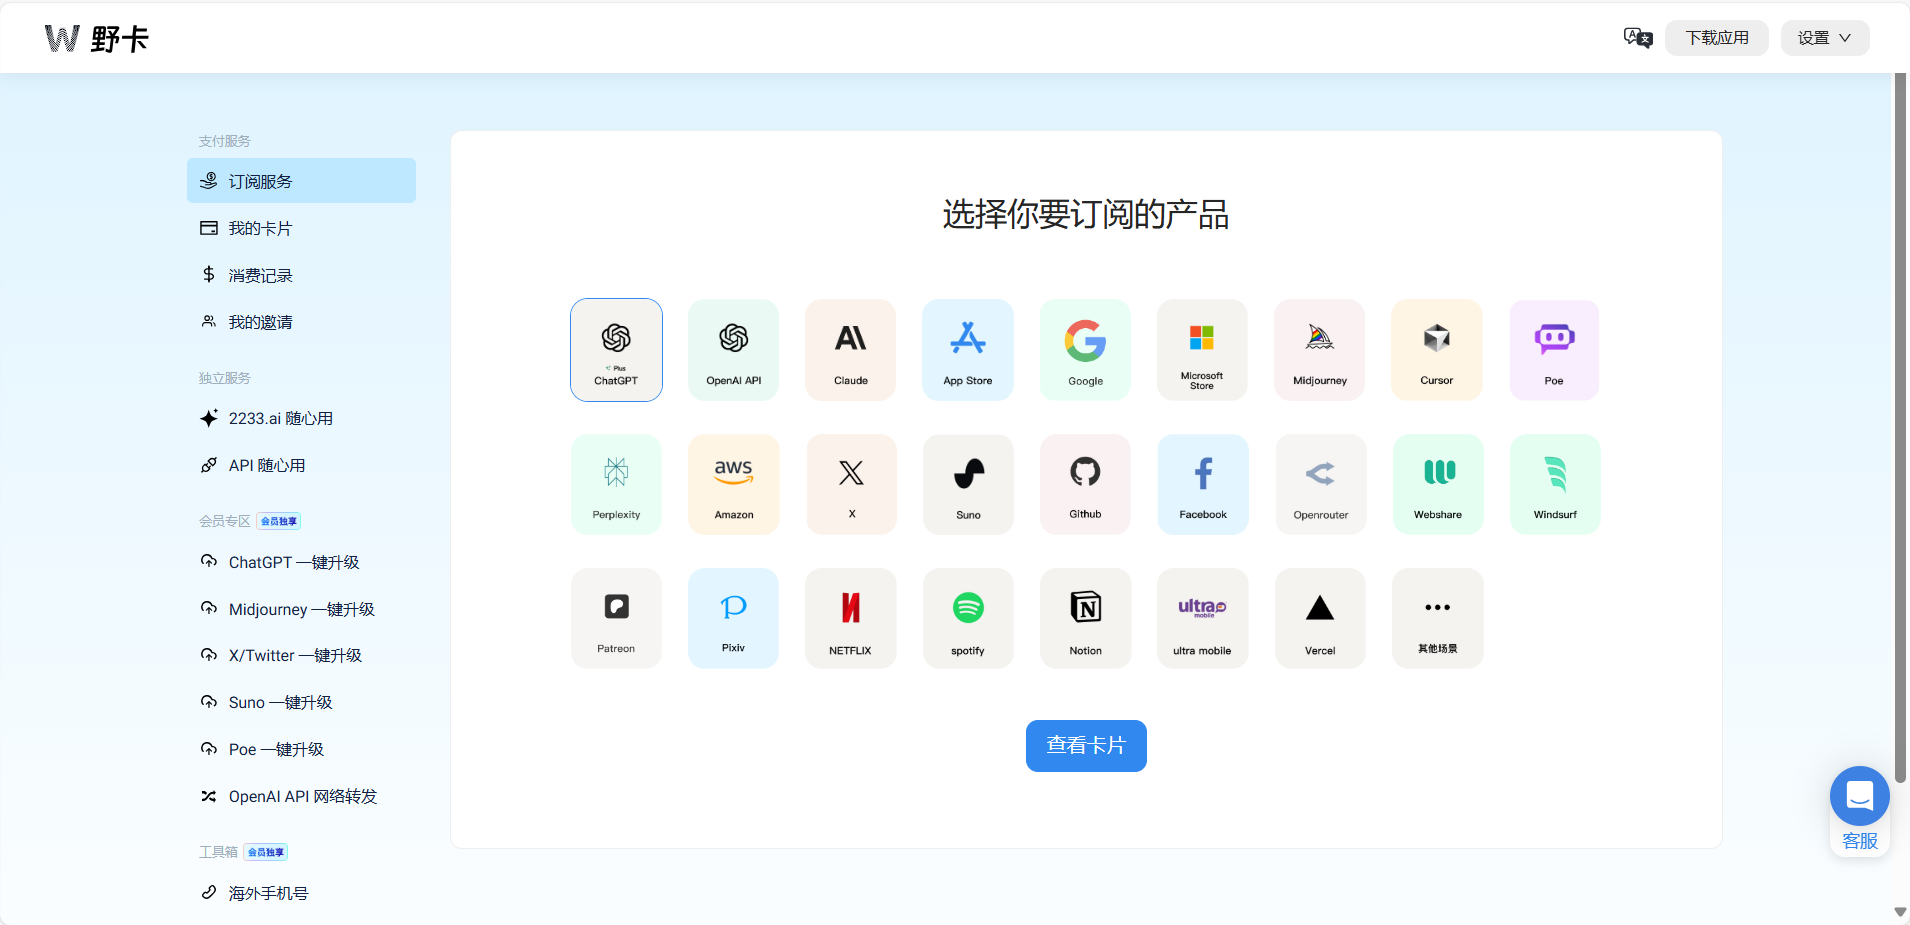 野卡
下载应用
设置
支付服务
订阅服务
我的卡片
消费记录
我的邀请
独立服务
2233.ai 随心用
API 随心用
会员专区 会员独享
ChatGPT 一键升级
Midjourney 一键升级
X/Twitter 一键升级
Suno 一键升级
Poe 一键升级
OpenAI API 网络转发
工具箱 会员独享
海外手机号
选择你要订阅的产品
Plus
ChatGPT
OpenAI API
Claude
App Store
Google
Microsoft
Store
Midjourney
Cursor
Poe
Perplexity
aws
Amazon
X
Suno
Github
Facebook
Openrouter
Webshare
Windsurf
Patreon
Pixiv
NETFLIX
spotify
Notion
ultra
mobile
ultra mobile
Vercel
其他场景
查看卡片
客服